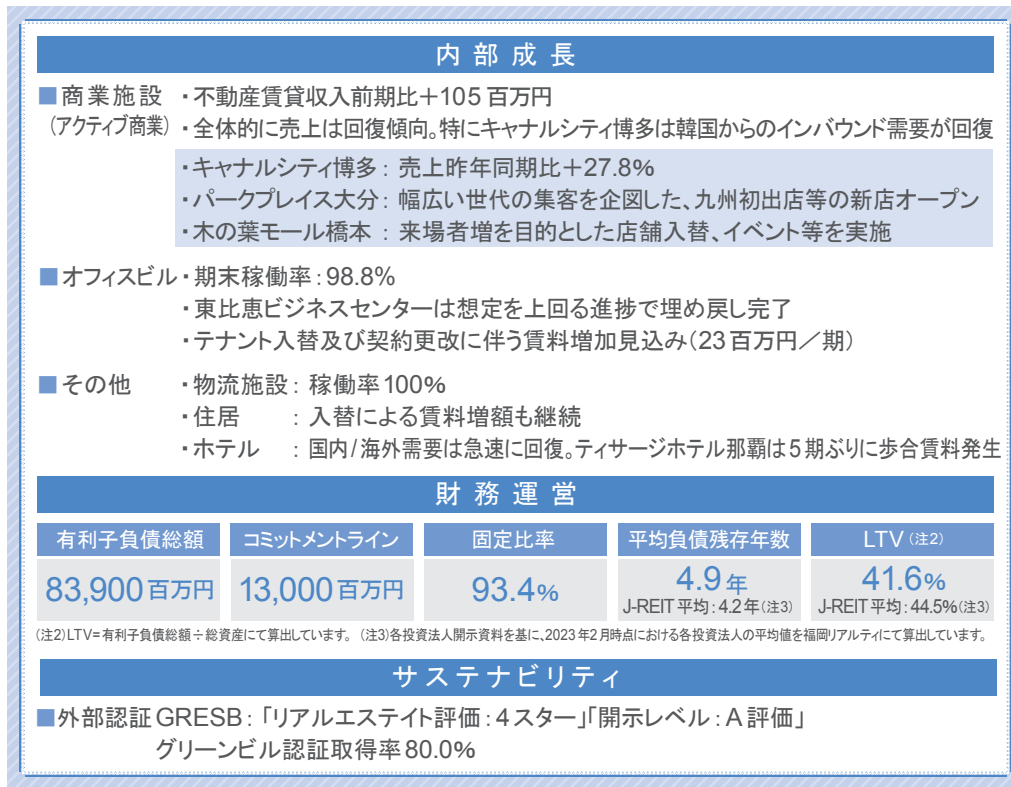 内部成長
■商業施設 ・不動産賃貸収入前期比+105百万円
(アクティブ商業) ・全体的に売上は回復傾向。特にキャナルシティ博多は韓国からのインバウンド需要が回復
・キャナルシティ博多：売上昨年同期比+27.8%
・パークプレイス大分：幅広い世代の集客を企図した、九州初出店等の新店オープン
・木の葉モール橋本：来場者増を目的とした店舗入替、イベント等を実施
■オフィスビル・期末稼働率：98.8%
・東比恵ビジネスセンターは想定を上回る進捗で埋め戻し完了
・テナント入替及び契約更改に伴う賃料増加見込み(23百万円／期)
■その他 ・物流施設：稼働率100%
・住居 ：入替による賃料増額も継続
・ホテル ：国内/海外需要は急速に回復。ティサージホテル那覇は5期ぶりに歩合賃料発生
財務運営
有利子負債総額 コミットメントライン 固定比率 平均負債残存年数 LTV(注2)
83,900百万円 13,000百万円 93.4% 4.9年 41.6%
J-REIT平均：4.2年(注3) J-REIT平均：44.5%(注3)
(注2)LTV=有利子負債総額÷総資産にて算出しています。 (注3)各投資法人開示資料を基に、2023年2月時点における各投資法人の平均値を福岡リアルティにて算出しています。
サステナビリティ
■外部認証 GRESB：「リアルエステイト評価：4スター」「開示レベル：A評価」
グリーンビル認証取得率80.0%